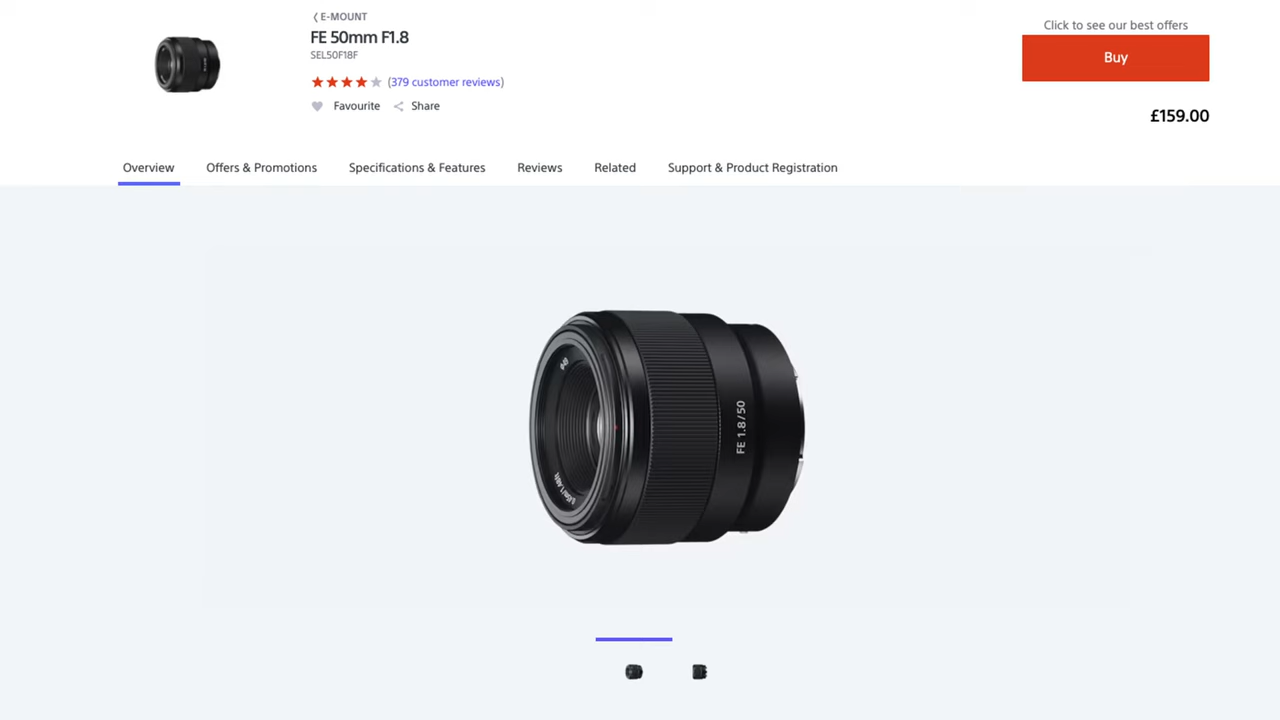 E-MOUNT
FE 50mm F1.8
SEL50F18F
(379 customer reviews)
Favourite
Share
Click to see our best offers
Buy
£159.00
Overview
Offers & Promotions
Specifications & Features
Reviews
Related
Support & Product Registration
FE 1.8/50